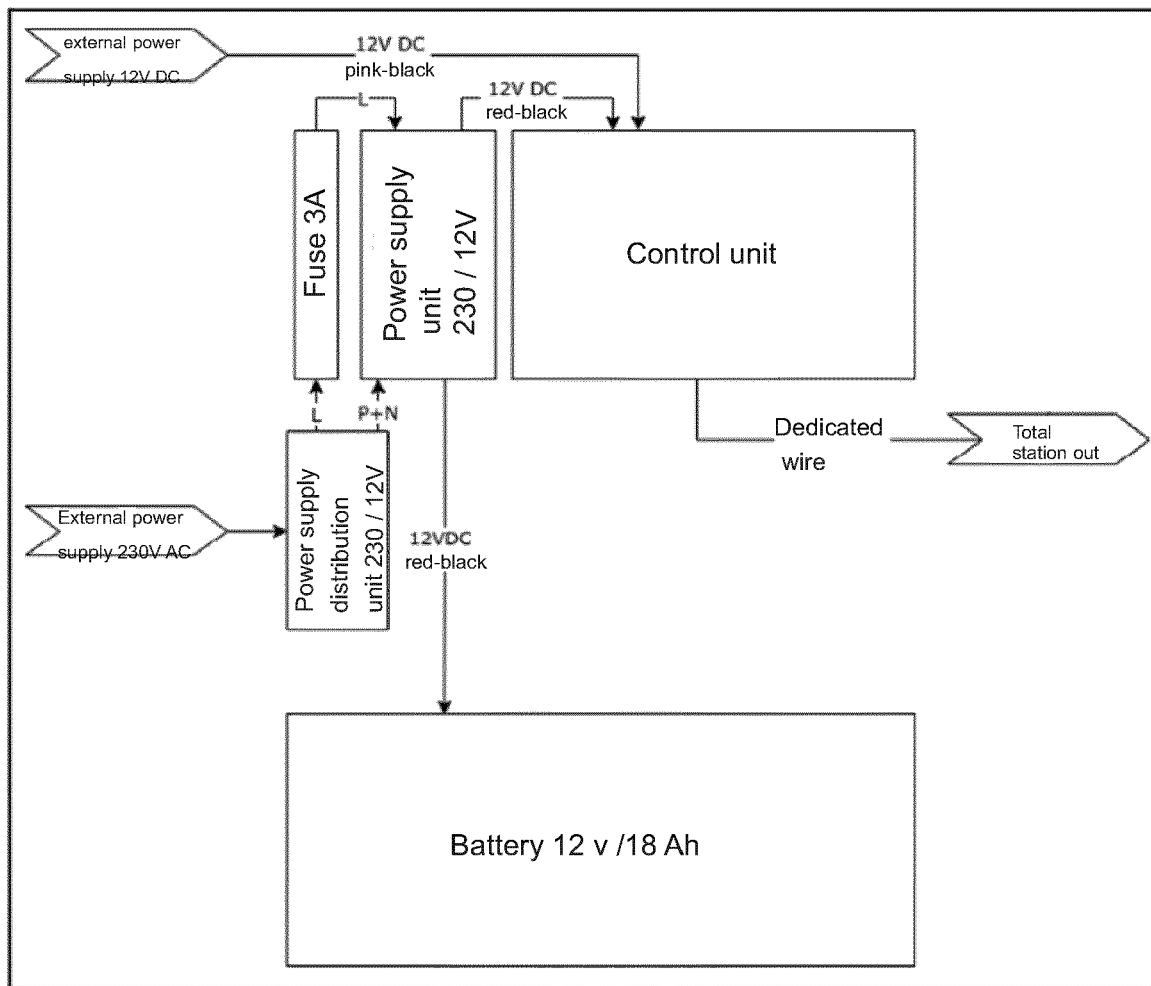 external power
supply 12V DC
12V DC
pink-black
12V DC
red-black
L
Fuse 3A
Power supply
unit
230 / 12V
Control unit
L
P+N
Dedicated
wire
Total
station out
Power supply
distribution
unit 230 / 12V
External power
supply 230V AC
12VDC
red-black
Battery 12 v /18 Ah